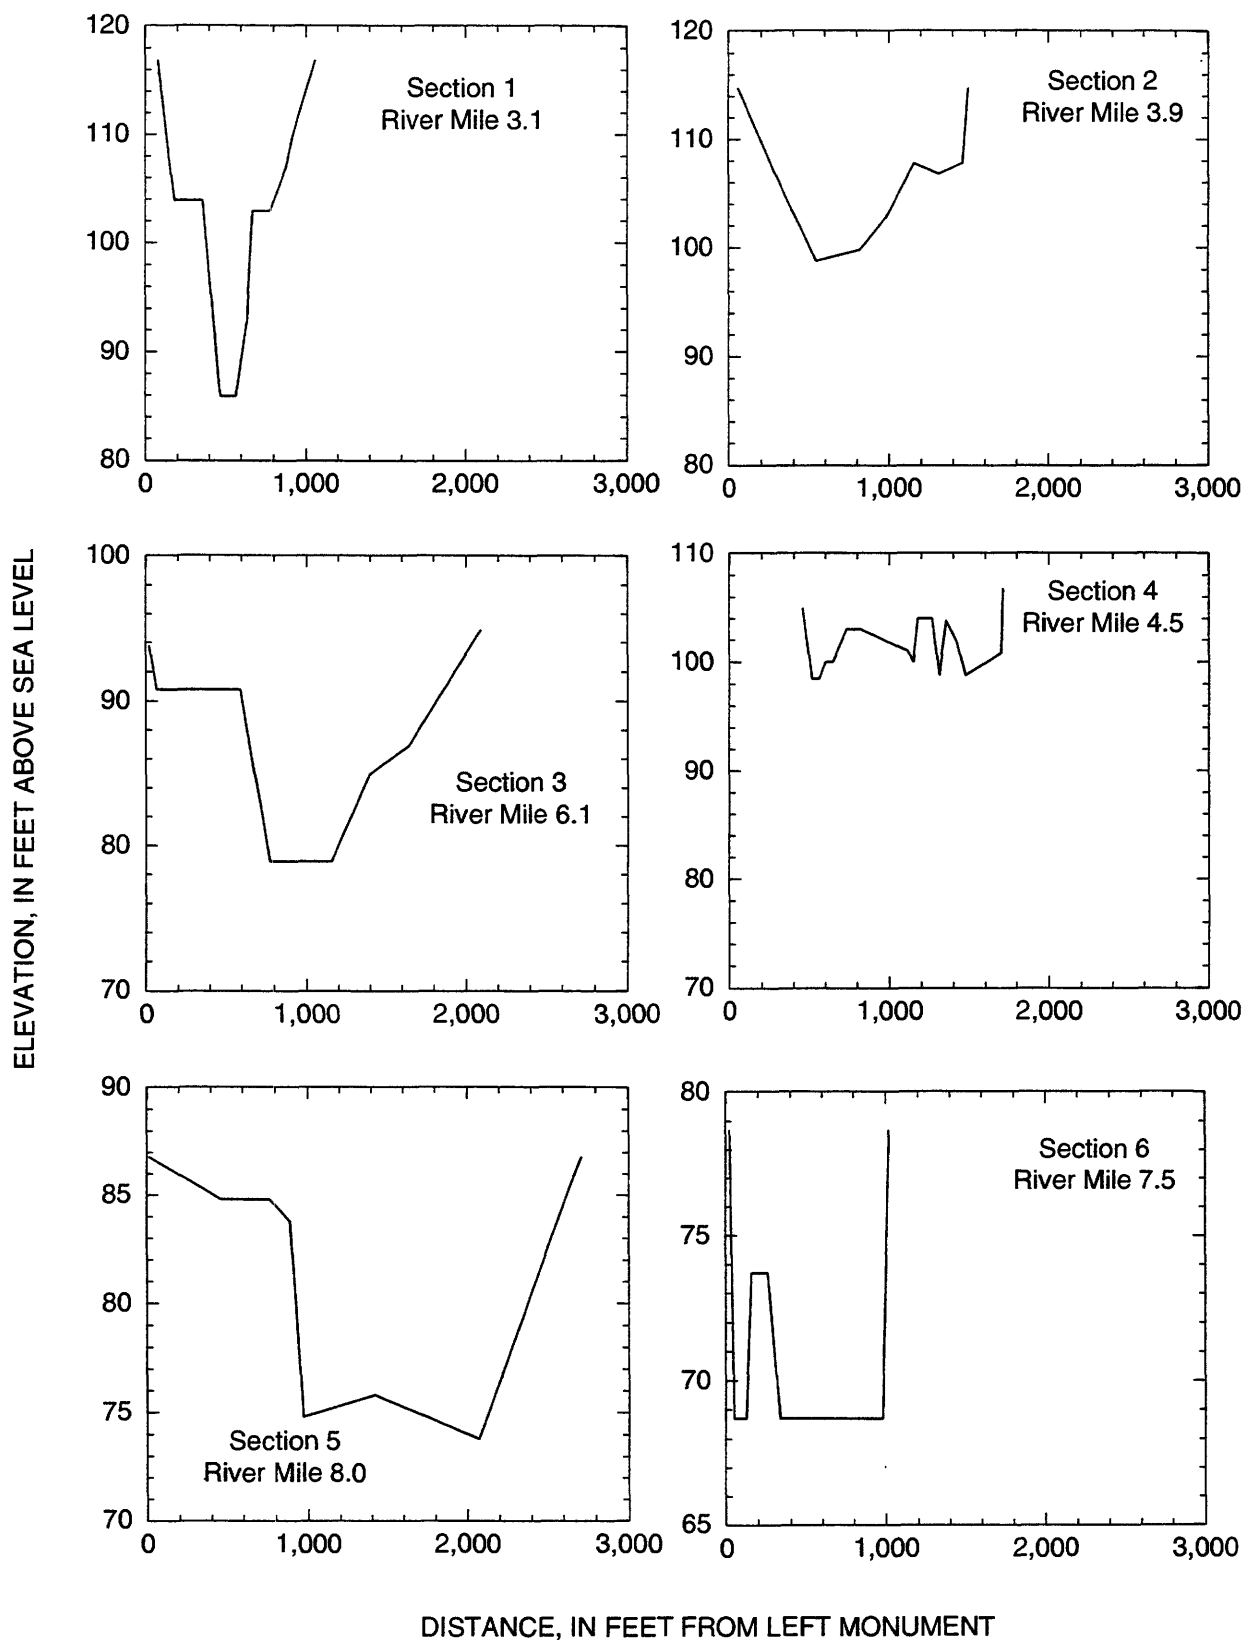 ELEVATION, IN FEET ABOVE SEA LEVEL
120
110
100
90
80
0 1,000 2,000 3,000
Section 1
River Mile 3.1
120
110
100
90
80
0 1,000 2,000 3,000
Section 2
River Mile 3.9
100
90
80
70
0 1,000 2,000 3,000
Section 3
River Mile 6.1
110
100
90
80
70
0 1,000 2,000 3,000
Section 4
River Mile 4.5
90
85
80
75
70
0 1,000 2,000 3,000
Section 5
River Mile 8.0
80
75
70
65
0 1,000 2,000 3,000
Section 6
River Mile 7.5
DISTANCE, IN FEET FROM LEFT MONUMENT